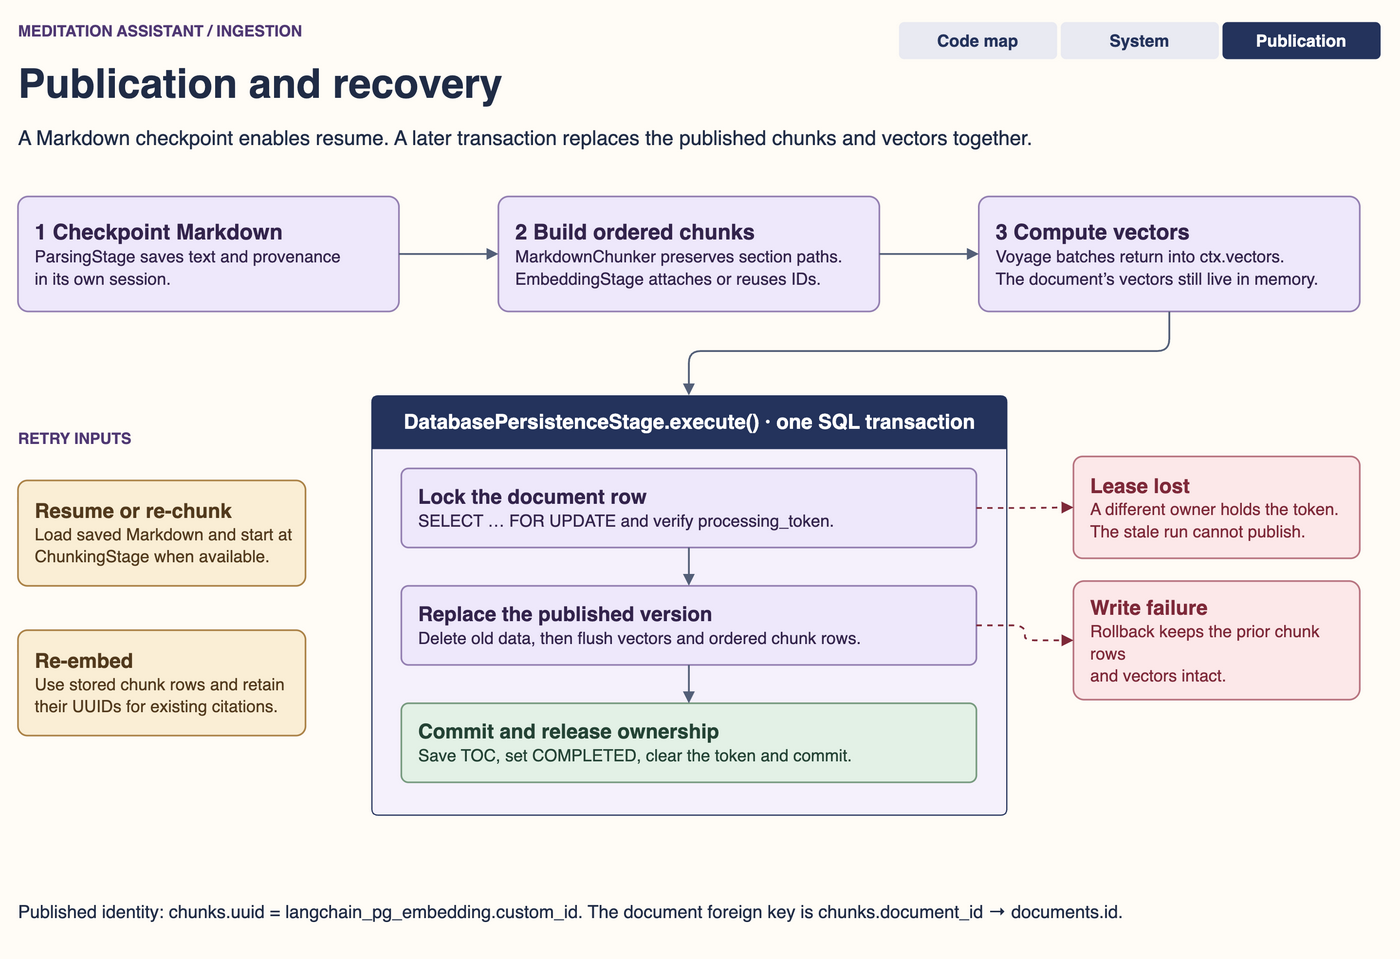 MEDITATION ASSISTANT / INGESTION
Code map
System
Publication
Publication and recovery
A Markdown checkpoint enables resume. A later transaction replaces the published chunks and vectors together.
1 Checkpoint Markdown
ParsingStage saves text and provenance
in its own session.
2 Build ordered chunks
MarkdownChunker preserves section paths.
EmbeddingStage attaches or reuses IDs.
3 Compute vectors
Voyage batches return into ctx.vectors.
The document’s vectors still live in memory.
RETRY INPUTS
Resume or re-chunk
Load saved Markdown and start at
ChunkingStage when available.
Re-embed
Use stored chunk rows and retain
their UUIDs for existing citations.
DatabasePersistenceStage.execute() · one SQL transaction
Lock the document row
SELECT … FOR UPDATE and verify processing_token.
Replace the published version
Delete old data, then flush vectors and ordered chunk rows.
Commit and release ownership
Save TOC, set COMPLETED, clear the token and commit.
Lease lost
A different owner holds the token.
The stale run cannot publish.
Write failure
Rollback keeps the prior chunk
rows
and vectors intact.
Published identity: chunks.uuid = langchain_pg_embedding.custom_id. The document foreign key is chunks.document_id → documents.id.